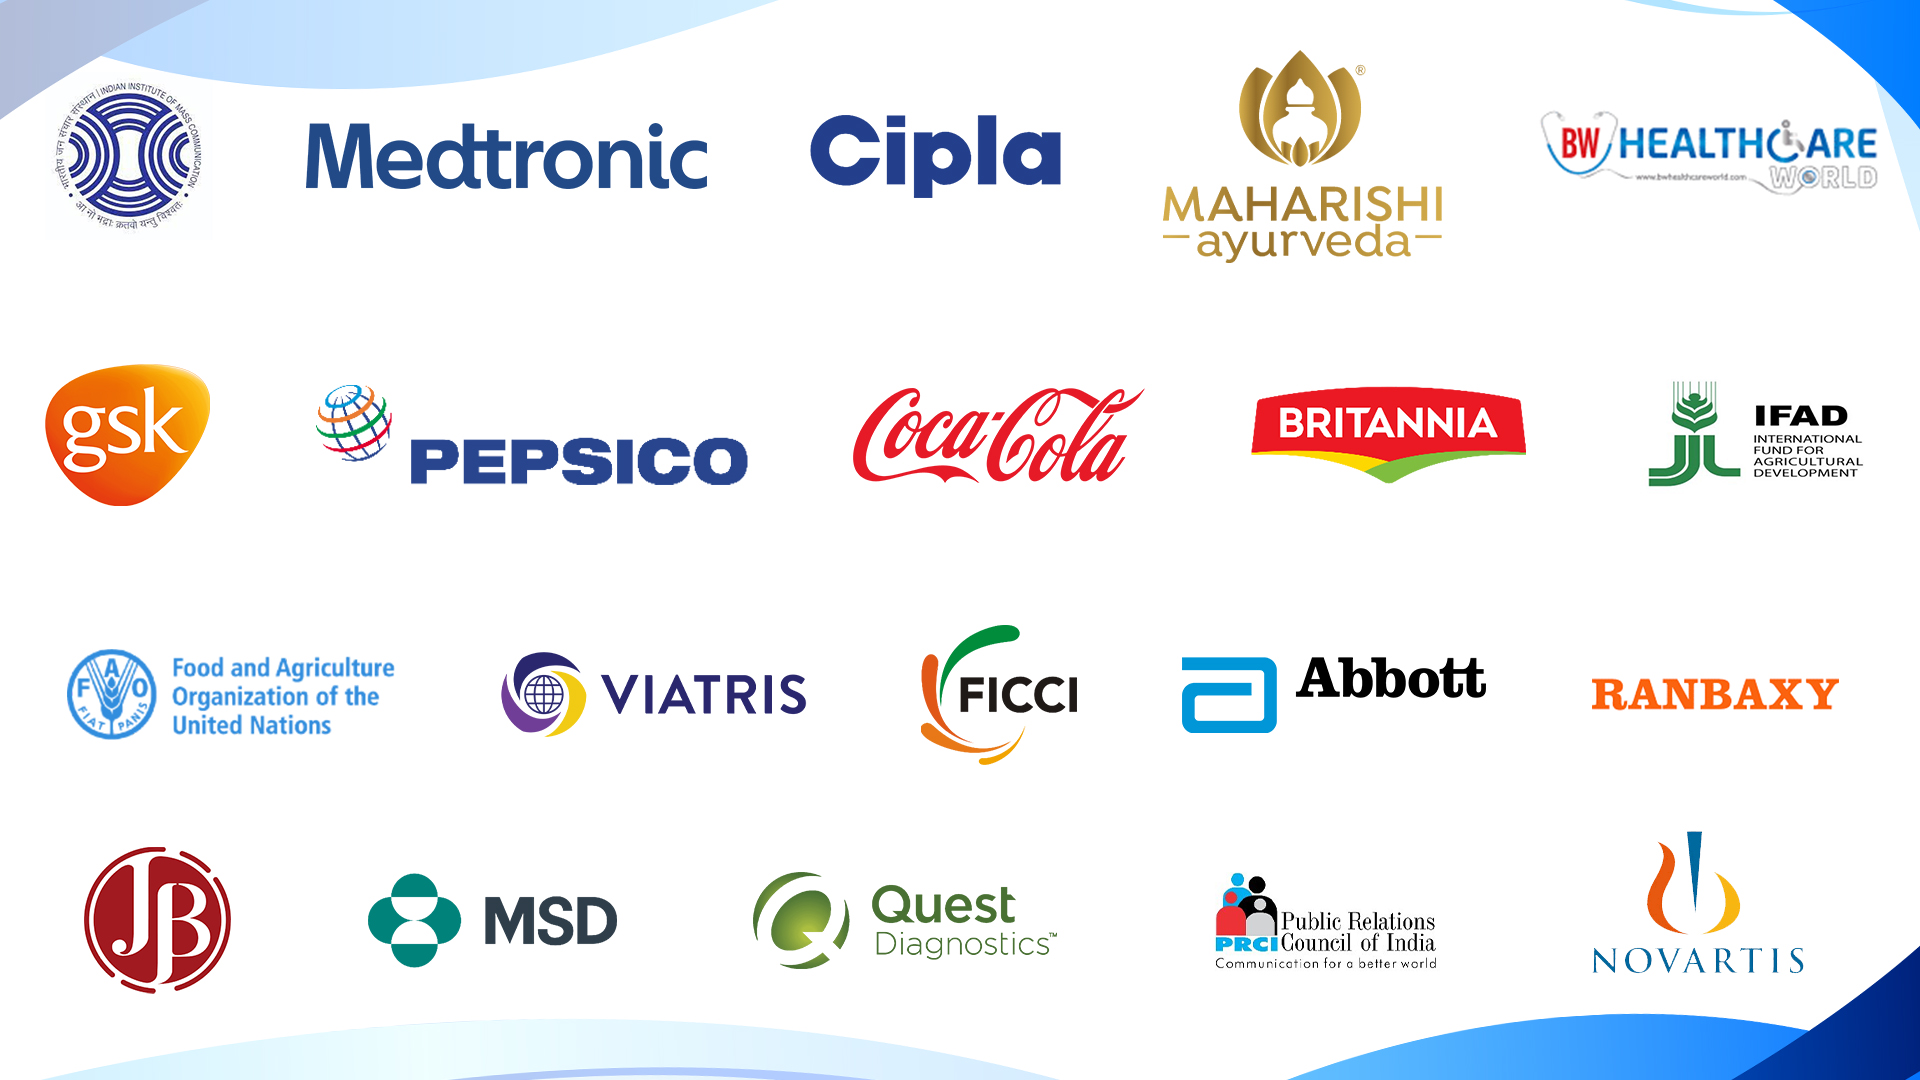 भारतीय जन संचार संस्थान | INDIAN INSTITUTE OF MASS COMMUNICATION
• आ नो भद्राः क्रतवो यन्तु विश्वतः •
Medtronic
Cipla
®
MAHARISHI
ayurveda
BW HEALTHCARE
WORLD
www.bwhealthcareworld.com
gsk
PEPSICO
Coca-Cola
BRITANNIA
IFAD
INTERNATIONAL
FUND FOR
AGRICULTURAL
DEVELOPMENT
FAO
FIAT PANIS
Food and Agriculture
Organization of the
United Nations
VIATRIS
FICCI
Abbott
RANBAXY
JB
MSD
Quest
Diagnostics™
Public Relations
PRCI Council of India
Communication for a better world
NOVARTIS